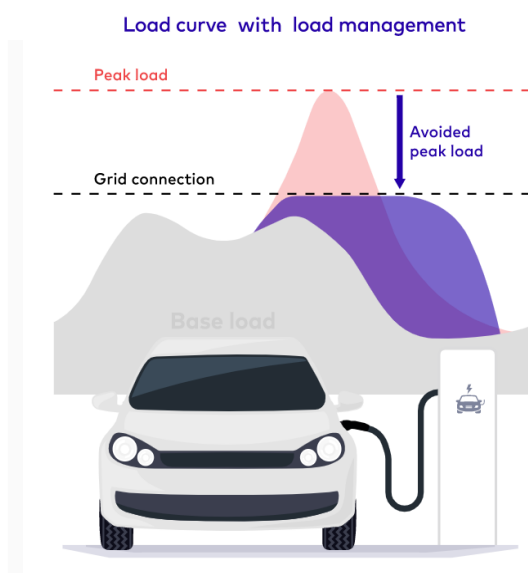 Load curve with load management
Peak load
Avoided
peak load
Grid connection
Base load